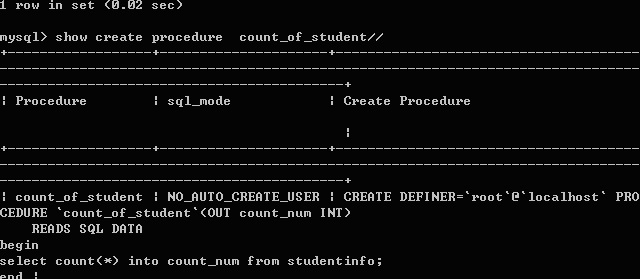 1 row in set (0.02 sec)
mysql> show create procedure  count_of_student//
+------------------+-------------------+----------------------------------
--------------------------------------------------------------------------
----------------------------------------+
| Procedure        | sql_mode          | Create Procedure
                                        |
+------------------+-------------------+----------------------------------
--------------------------------------------------------------------------
----------------------------------------+
| count_of_student | NO_AUTO_CREATE_USER | CREATE DEFINER=`root`@`localhost` PRO
CEDURE `count_of_student`(OUT count_num INT)
    READS SQL DATA
begin
select count(*) into count_num from studentinfo;
end |